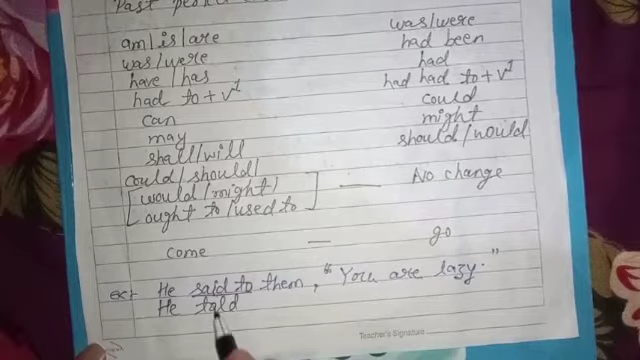 Past
am/is/are was/were
was/were had been
have/has had
had to + V1 had had to + V1
can could
may might
shall/will should/would
could/should/
[would/might/ ] — No change
ought to/used to
come — go
ex:- He said to them, "You are lazy."
He told
Teacher's Signature